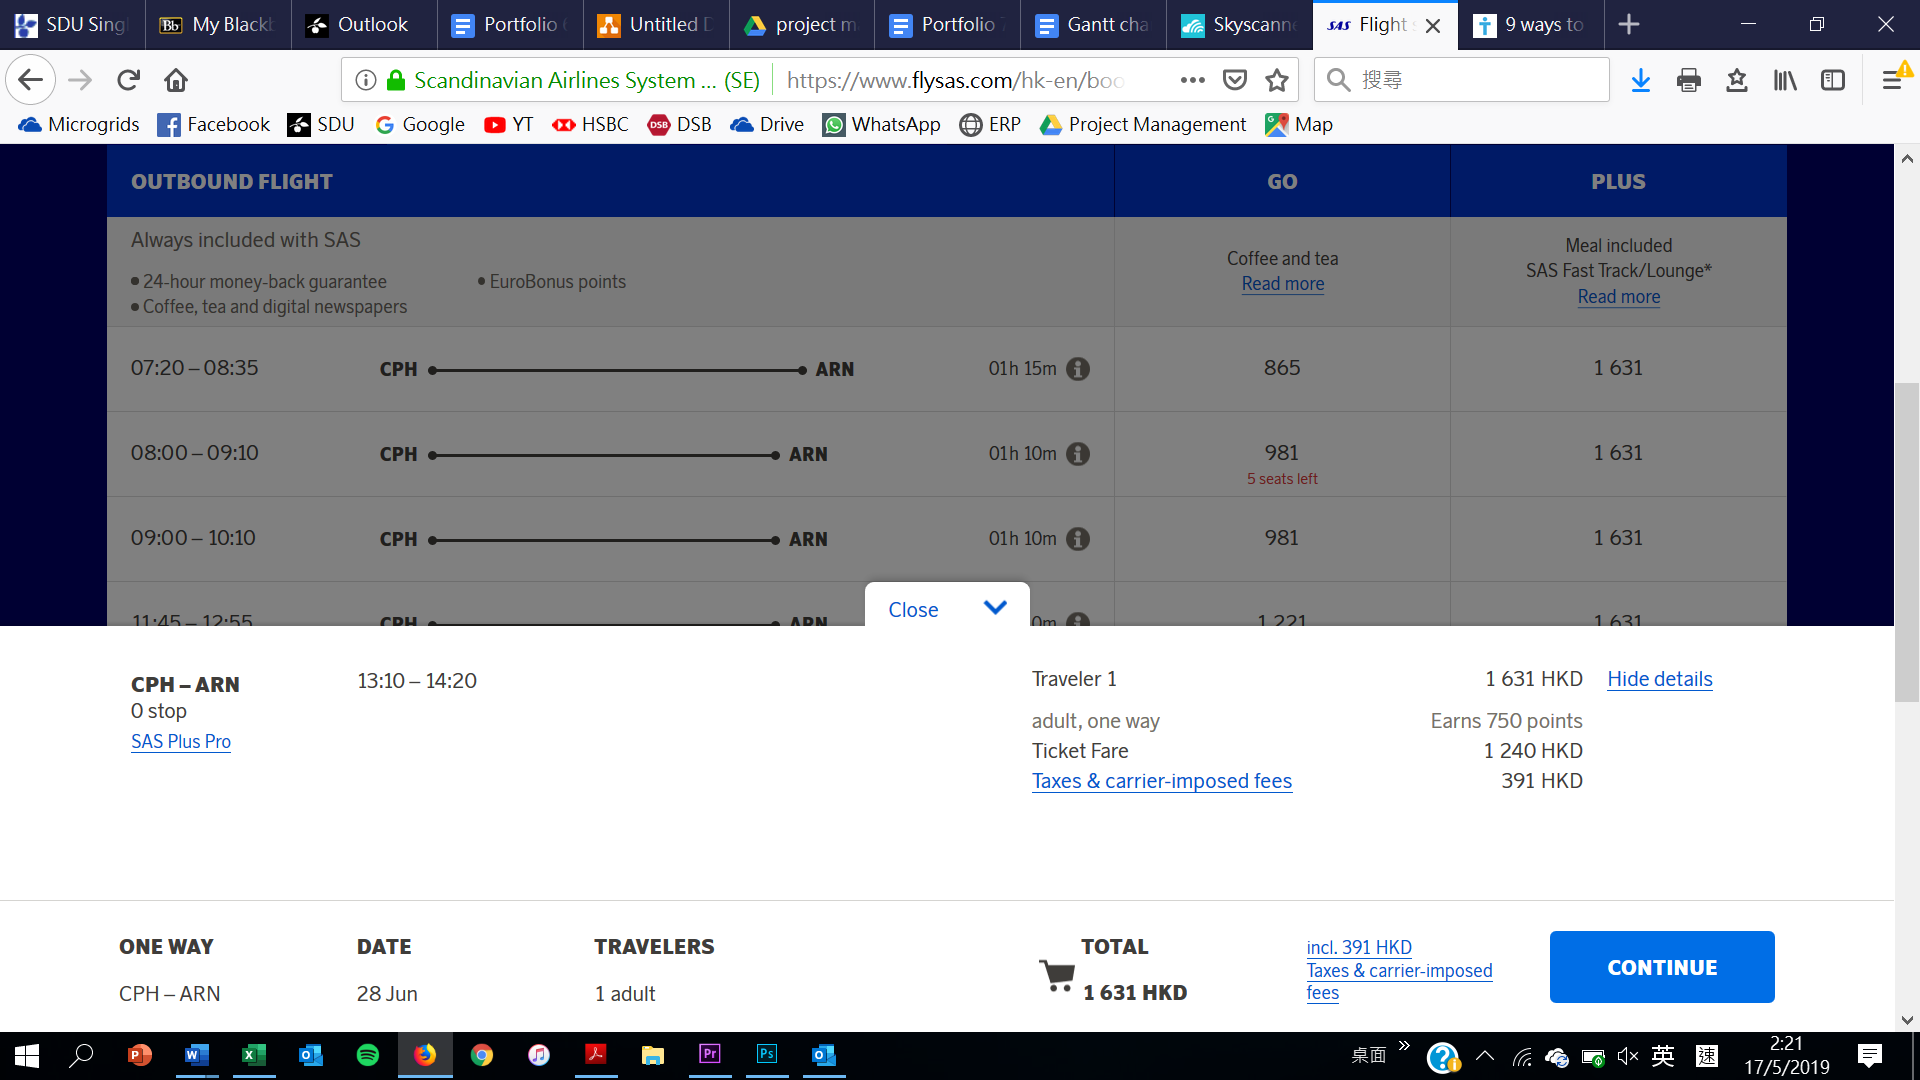 SDU Sing
My Blackb
Outlook
Portfolio 6
Untitled D
project m
Portfolio 7
Gantt cha
Skyscanne
SAS Flight s
9 ways to
Scandinavian Airlines System ... (SE)
https://www.flysas.com/hk-en/boo
搜尋
Microgrids
Facebook
SDU
Google
YT
HSBC
DSB
Drive
WhatsApp
ERP
Project Management
Map
OUTBOUND FLIGHT
GO
PLUS
Always included with SAS
24-hour money-back guarantee
EuroBonus points
Coffee, tea and digital newspapers
Coffee and tea
Read more
Meal included
SAS Fast Track/Lounge*
Read more
07:20 – 08:35 CPH ARN 01h 15m 865 1 631
08:00 – 09:10 CPH ARN 01h 10m 981 1 631
5 seats left
09:00 – 10:10 CPH ARN 01h 10m 981 1 631
11:45 – 12:55 CPH ARN 0m 1 221 1 631
Close
CPH – ARN 13:10 – 14:20
0 stop
SAS Plus Pro
Traveler 1 1 631 HKD Hide details
adult, one way Earns 750 points
Ticket Fare 1 240 HKD
Taxes & carrier-imposed fees 391 HKD
ONE WAY DATE TRAVELERS
CPH – ARN 28 Jun 1 adult
TOTAL
1 631 HKD
incl. 391 HKD
Taxes & carrier-imposed
fees
CONTINUE
桌面
英
速
2:21
17/5/2019